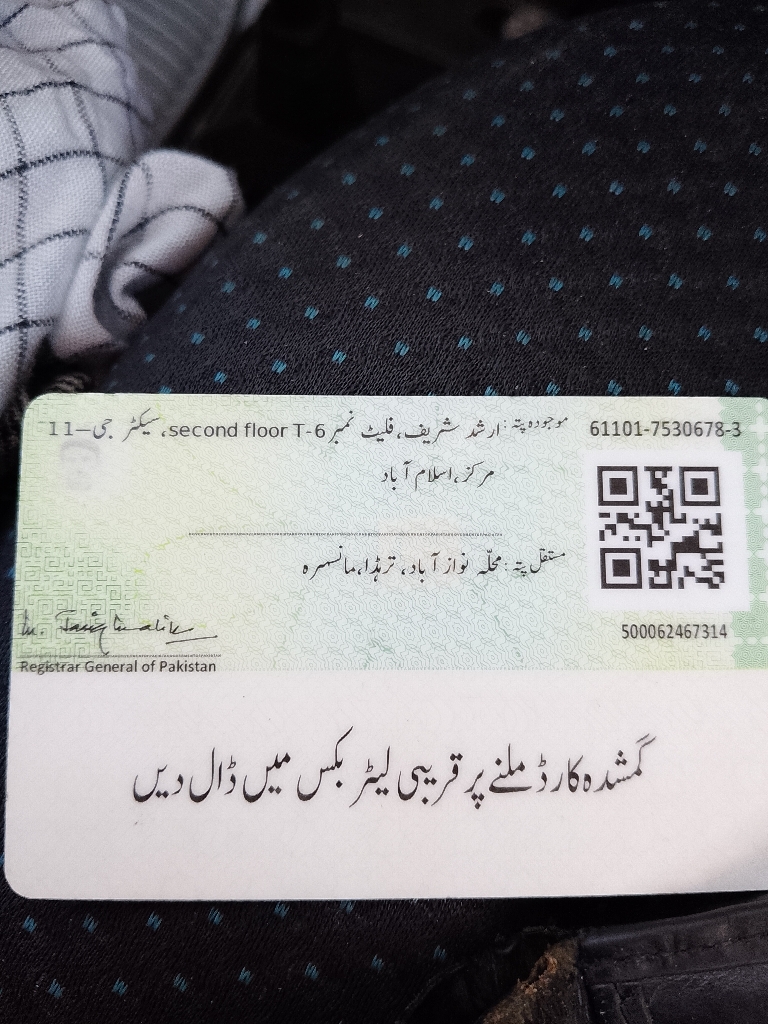 61101-7530678-3
موجودہ پتہ: ارشد شریف، فلیٹ نمبر second floor T-6، سیکٹر جی-11
مرکز، اسلام آباد
مستقل پتہ: محلّہ نواز آباد، ترہڈا، مانسہرہ
500062467314
Registrar General of Pakistan
گمشدہ کارڈ ملنے پر قریبی لیٹر بکس میں ڈال دیں